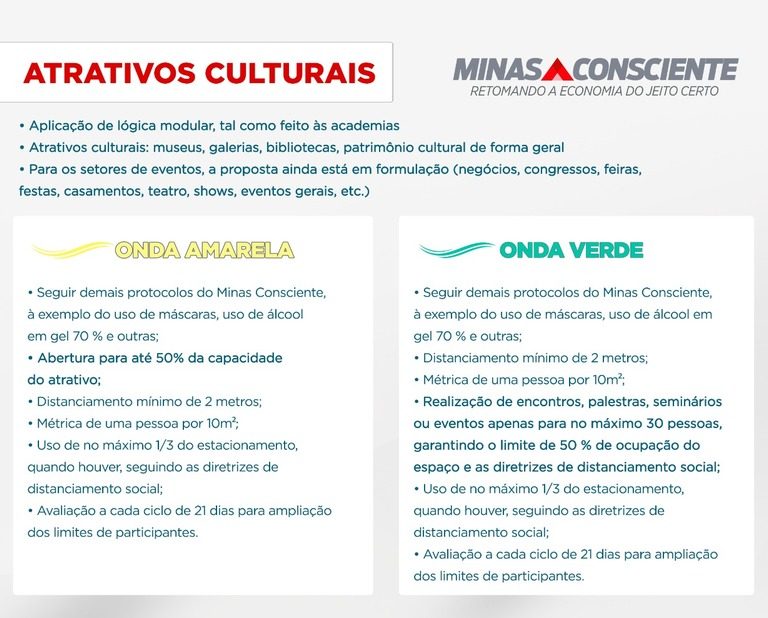 ATRATIVOS CULTURAIS
MINAS CONSCIENTE
RETOMANDO A ECONOMIA DO JEITO CERTO
• Aplicação de lógica modular, tal como feito às academias
• Atrativos culturais: museus, galerias, bibliotecas, patrimônio cultural de forma geral
• Para os setores de eventos, a proposta ainda está em formulação (negócios, congressos, feiras,
festas, casamentos, teatro, shows, eventos gerais, etc.)
ONDA AMARELA
• Seguir demais protocolos do Minas Consciente,
à exemplo do uso de máscaras, uso de álcool
em gel 70 % e outras;
• Abertura para até 50% da capacidade
do atrativo;
• Distanciamento mínimo de 2 metros;
• Métrica de uma pessoa por 10m²;
• Uso de no máximo 1/3 do estacionamento,
quando houver, seguindo as diretrizes de
distanciamento social;
• Avaliação a cada ciclo de 21 dias para ampliação
dos limites de participantes.
ONDA VERDE
• Seguir demais protocolos do Minas Consciente,
à exemplo do uso de máscaras, uso de álcool em
gel 70 % e outras;
• Distanciamento mínimo de 2 metros;
• Métrica de uma pessoa por 10m²;
• Realização de encontros, palestras, seminários
ou eventos apenas para no máximo 30 pessoas,
garantindo o limite de 50 % de ocupação do
espaço e as diretrizes de distanciamento social;
• Uso de no máximo 1/3 do estacionamento,
quando houver, seguindo as diretrizes de
distanciamento social;
• Avaliação a cada ciclo de 21 dias para ampliação
dos limites de participantes.